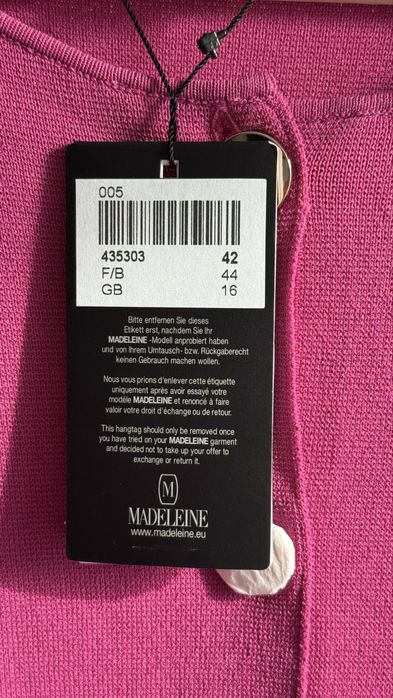 005
435303 42
F/B 44
GB 16
Bitte entfernen Sie dieses
Etikett erst, nachdem Sie Ihr
MADELEINE -Modell anprobiert haben
und von Ihrem Umtausch- bzw. Rückgaberecht
keinen Gebrauch machen wollen.
Nous vous prions d'enlever cette étiquette
uniquement après avoir essayé votre
modèle MADELEINE et renoncé à faire
valoir votre droit d'échange ou de retour.
This hangtag should only be removed once
you have tried on your MADELEINE garment
and decided not to take up your offer to
exchange or return it.
M
MADELEINE
www.madeleine.eu